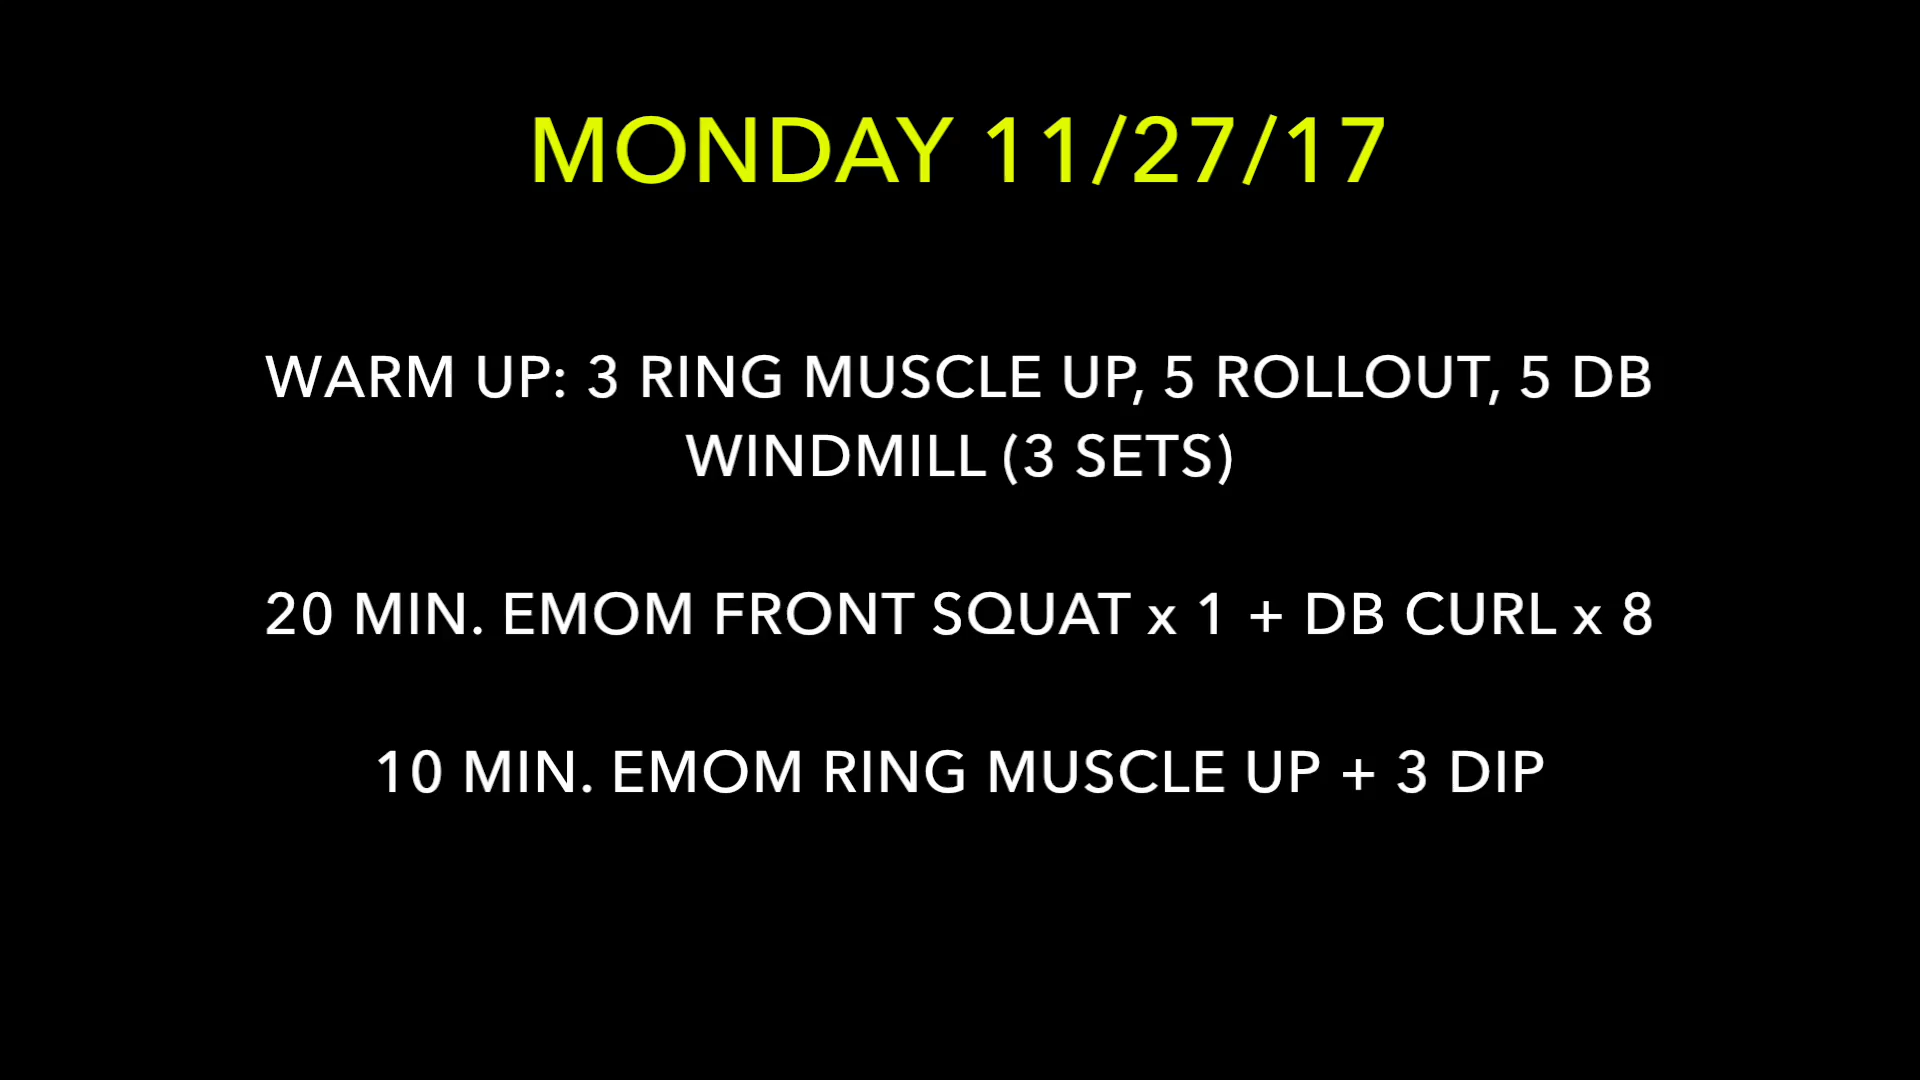 MONDAY 11/27/17
WARM UP: 3 RING MUSCLE UP, 5 ROLLOUT, 5 DB
WINDMILL (3 SETS)
20 MIN. EMOM FRONT SQUAT x 1 + DB CURL x 8
10 MIN. EMOM RING MUSCLE UP + 3 DIP